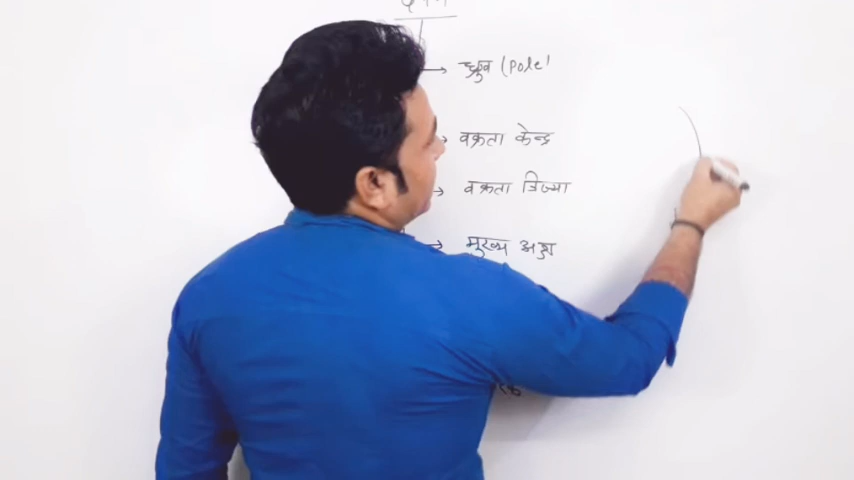 ध्रुव (Pole)
वक्रता केन्द्र
वक्रता त्रिज्या
मुख्य अक्ष